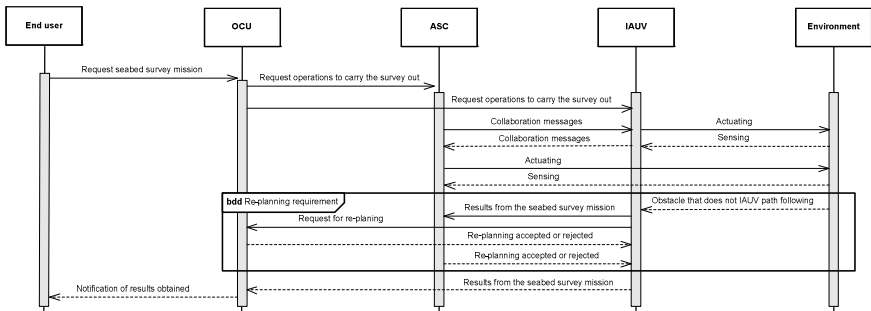 End user
OCU
ASC
IAUV
Environment
Request seabed survey mission
Request operations to carry the survey out
Request operations to carry the survey out
Collaboration messages
Actuating
Collaboration messages
Sensing
Actuating
Sensing
bdd Re-planning requirement
Obstacle that does not IAUV path following
Results from the seabed survey mission
Request for re-planing
Re-planning accepted or rejected
Re-planning accepted or rejected
Results from the seabed survey mission
Notification of results obtained